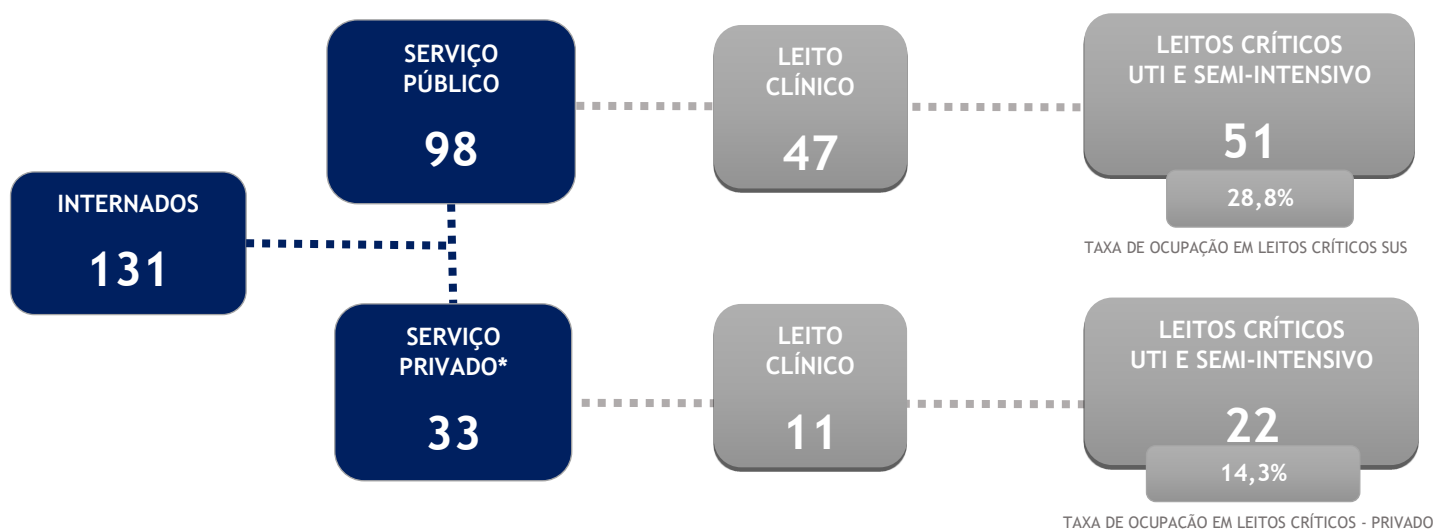 INTERNADOS
131
SERVIÇO
PÚBLICO
98
LEITO
CLÍNICO
47
LEITOS CRÍTICOS
UTI E SEMI-INTENSIVO
51
28,8%
TAXA DE OCUPAÇÃO EM LEITOS CRÍTICOS SUS
SERVIÇO
PRIVADO*
33
LEITO
CLÍNICO
11
LEITOS CRÍTICOS
UTI E SEMI-INTENSIVO
22
14,3%
TAXA DE OCUPAÇÃO EM LEITOS CRÍTICOS - PRIVADO